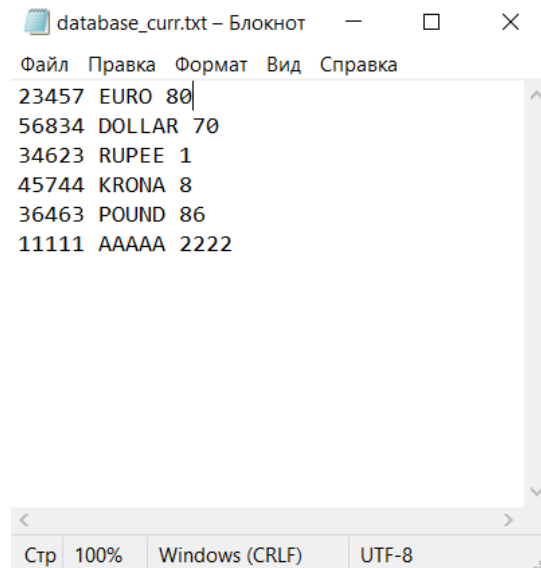 database_curr.txt – Блокнот
Файл Правка Формат Вид Справка
23457 EURO 80
56834 DOLLAR 70
34623 RUPEE 1
45744 KRONA 8
36463 POUND 86
11111 AAAAA 2222
Стр 100% Windows (CRLF) UTF-8